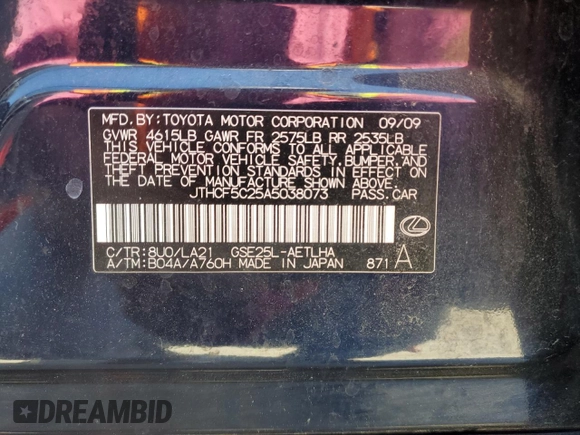 MFD. BY: TOYOTA MOTOR CORPORATION 09/09
GVWR 4615LB GAWR FR 2575LB RR 2535LB
THIS VEHICLE CONFORMS TO ALL APPLICABLE
FEDERAL MOTOR VEHICLE SAFETY, BUMPER, AND
THEFT PREVENTION STANDARDS IN EFFECT ON
THE DATE OF MANUFACTURE SHOWN ABOVE.
JTHCF5C25A5038073 PASS.CAR
C/TR:8U0/LA21 GSE25L-AETLHA
A/TM:B04A/A760H MADE IN JAPAN 871 A
DREAMBID